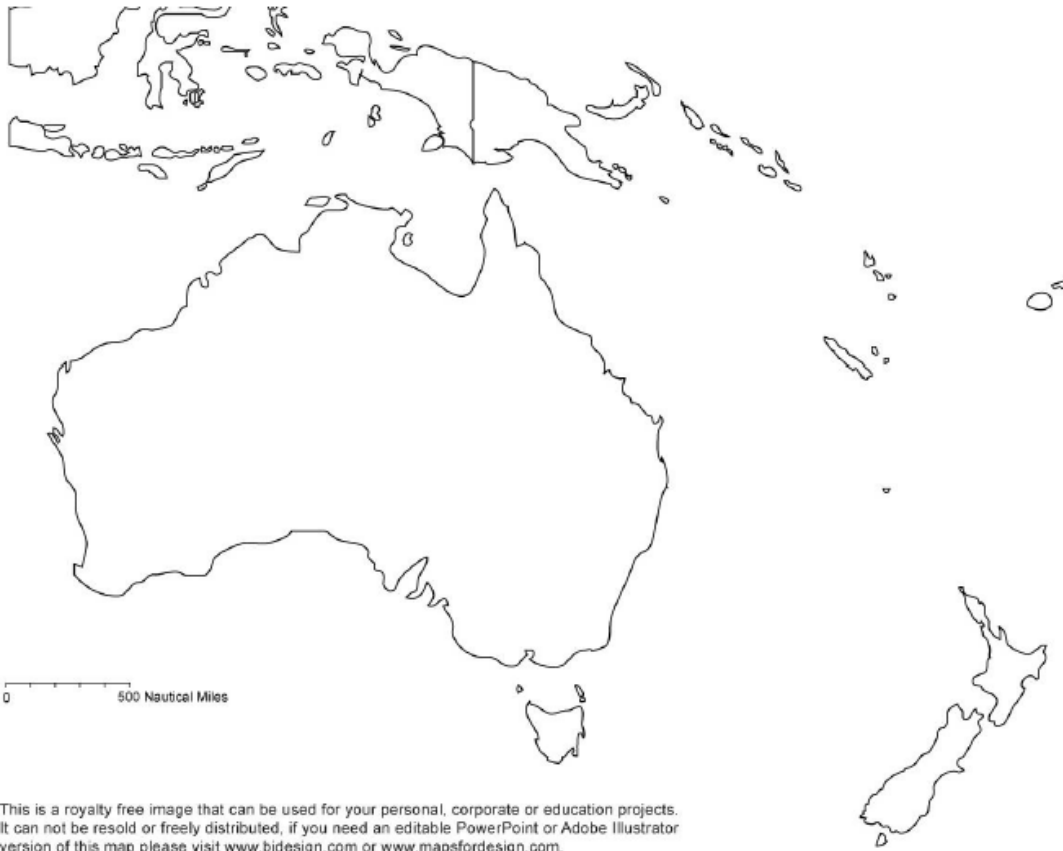 0 500 Nautical Miles
This is a royalty free image that can be used for your personal, corporate or education projects.
It can not be resold or freely distributed, if you need an editable PowerPoint or Adobe Illustrator
version of this map please visit www.bjdesign.com or www.mapsfordesign.com.